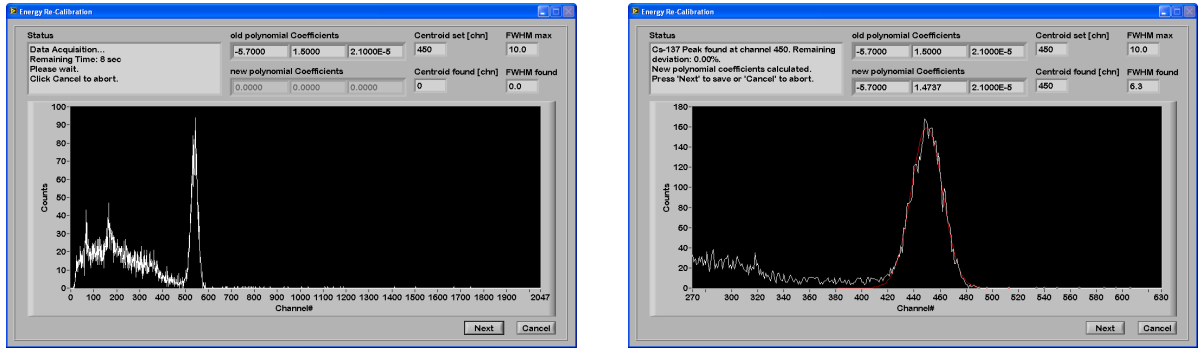 Energy Re-Calibration
Status
Data Acquisition...
Remaining Time: 8 sec
Please wait.
Click Cancel to abort.
old polynomial Coefficients
-5.7000 1.5000 2.1000E-5
new polynomial Coefficients
0.0000 0.0000 0.0000
Centroid set [chn]
450
FWHM max
10.0
Centroid found [chn]
0
FWHM found
0.0
Counts
100
90
80
70
60
50
40
30
20
10
0
0 100 200 300 400 500 600 700 800 900 1000 1100 1200 1300 1400 1500 1600 1700 1800 1900 2047
Channel#
Next Cancel
Energy Re-Calibration
Status
Cs-137 Peak found at channel 450. Remaining
deviation: 0.00%.
New polynomial coefficients calculated.
Press 'Next' to save or 'Cancel' to abort.
old polynomial Coefficients
-5.7000 1.5000 2.1000E-5
new polynomial Coefficients
-5.7000 1.4737 2.1000E-5
Centroid set [chn]
450
FWHM max
10.0
Centroid found [chn]
450
FWHM found
6.3
Counts
180
160
140
120
100
80
60
40
20
0
270 300 320 340 360 380 400 420 440 460 480 500 520 540 560 580 600 630
Channel#
Next Cancel